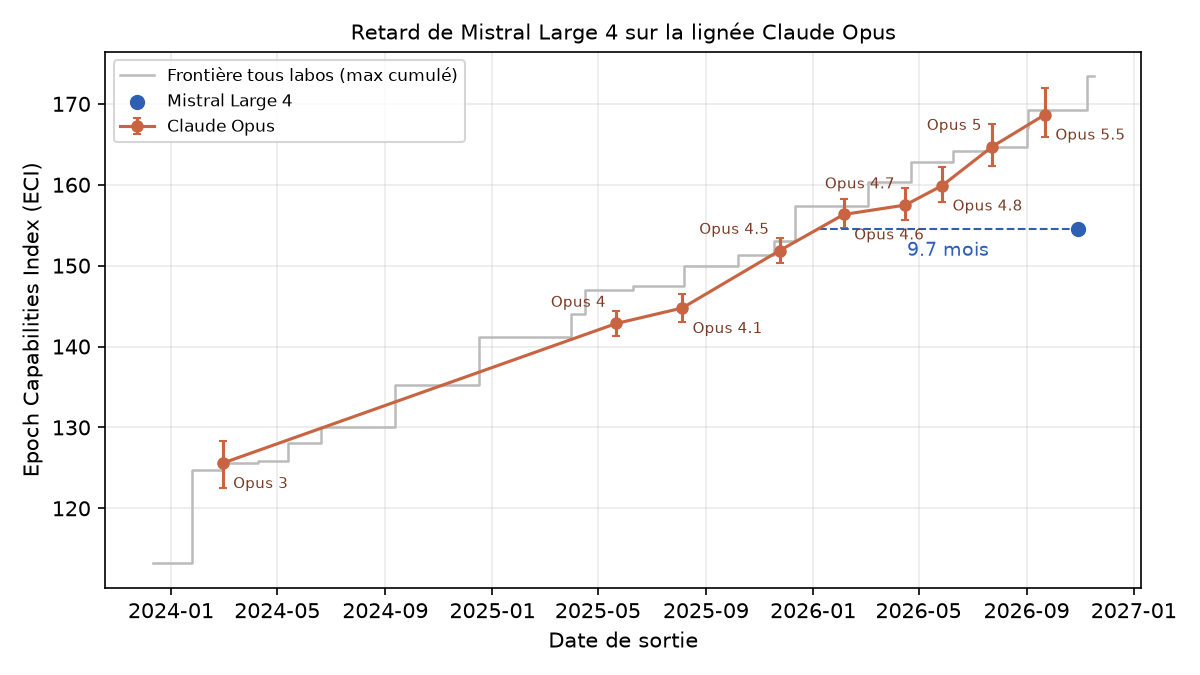 Retard de Mistral Large 4 sur la lignée Claude Opus
Frontière tous labos (max cumulé)
Mistral Large 4
Claude Opus
Epoch Capabilities Index (ECI)
170
160
150
140
130
120
Opus 3
Opus 4
Opus 4.1
Opus 4.5
Opus 4.6
Opus 4.7
Opus 4.8
Opus 5
Opus 5.5
9.7 mois
2024-01
2024-05
2024-09
2025-01
2025-05
2025-09
2026-01
2026-05
2026-09
2027-01
Date de sortie